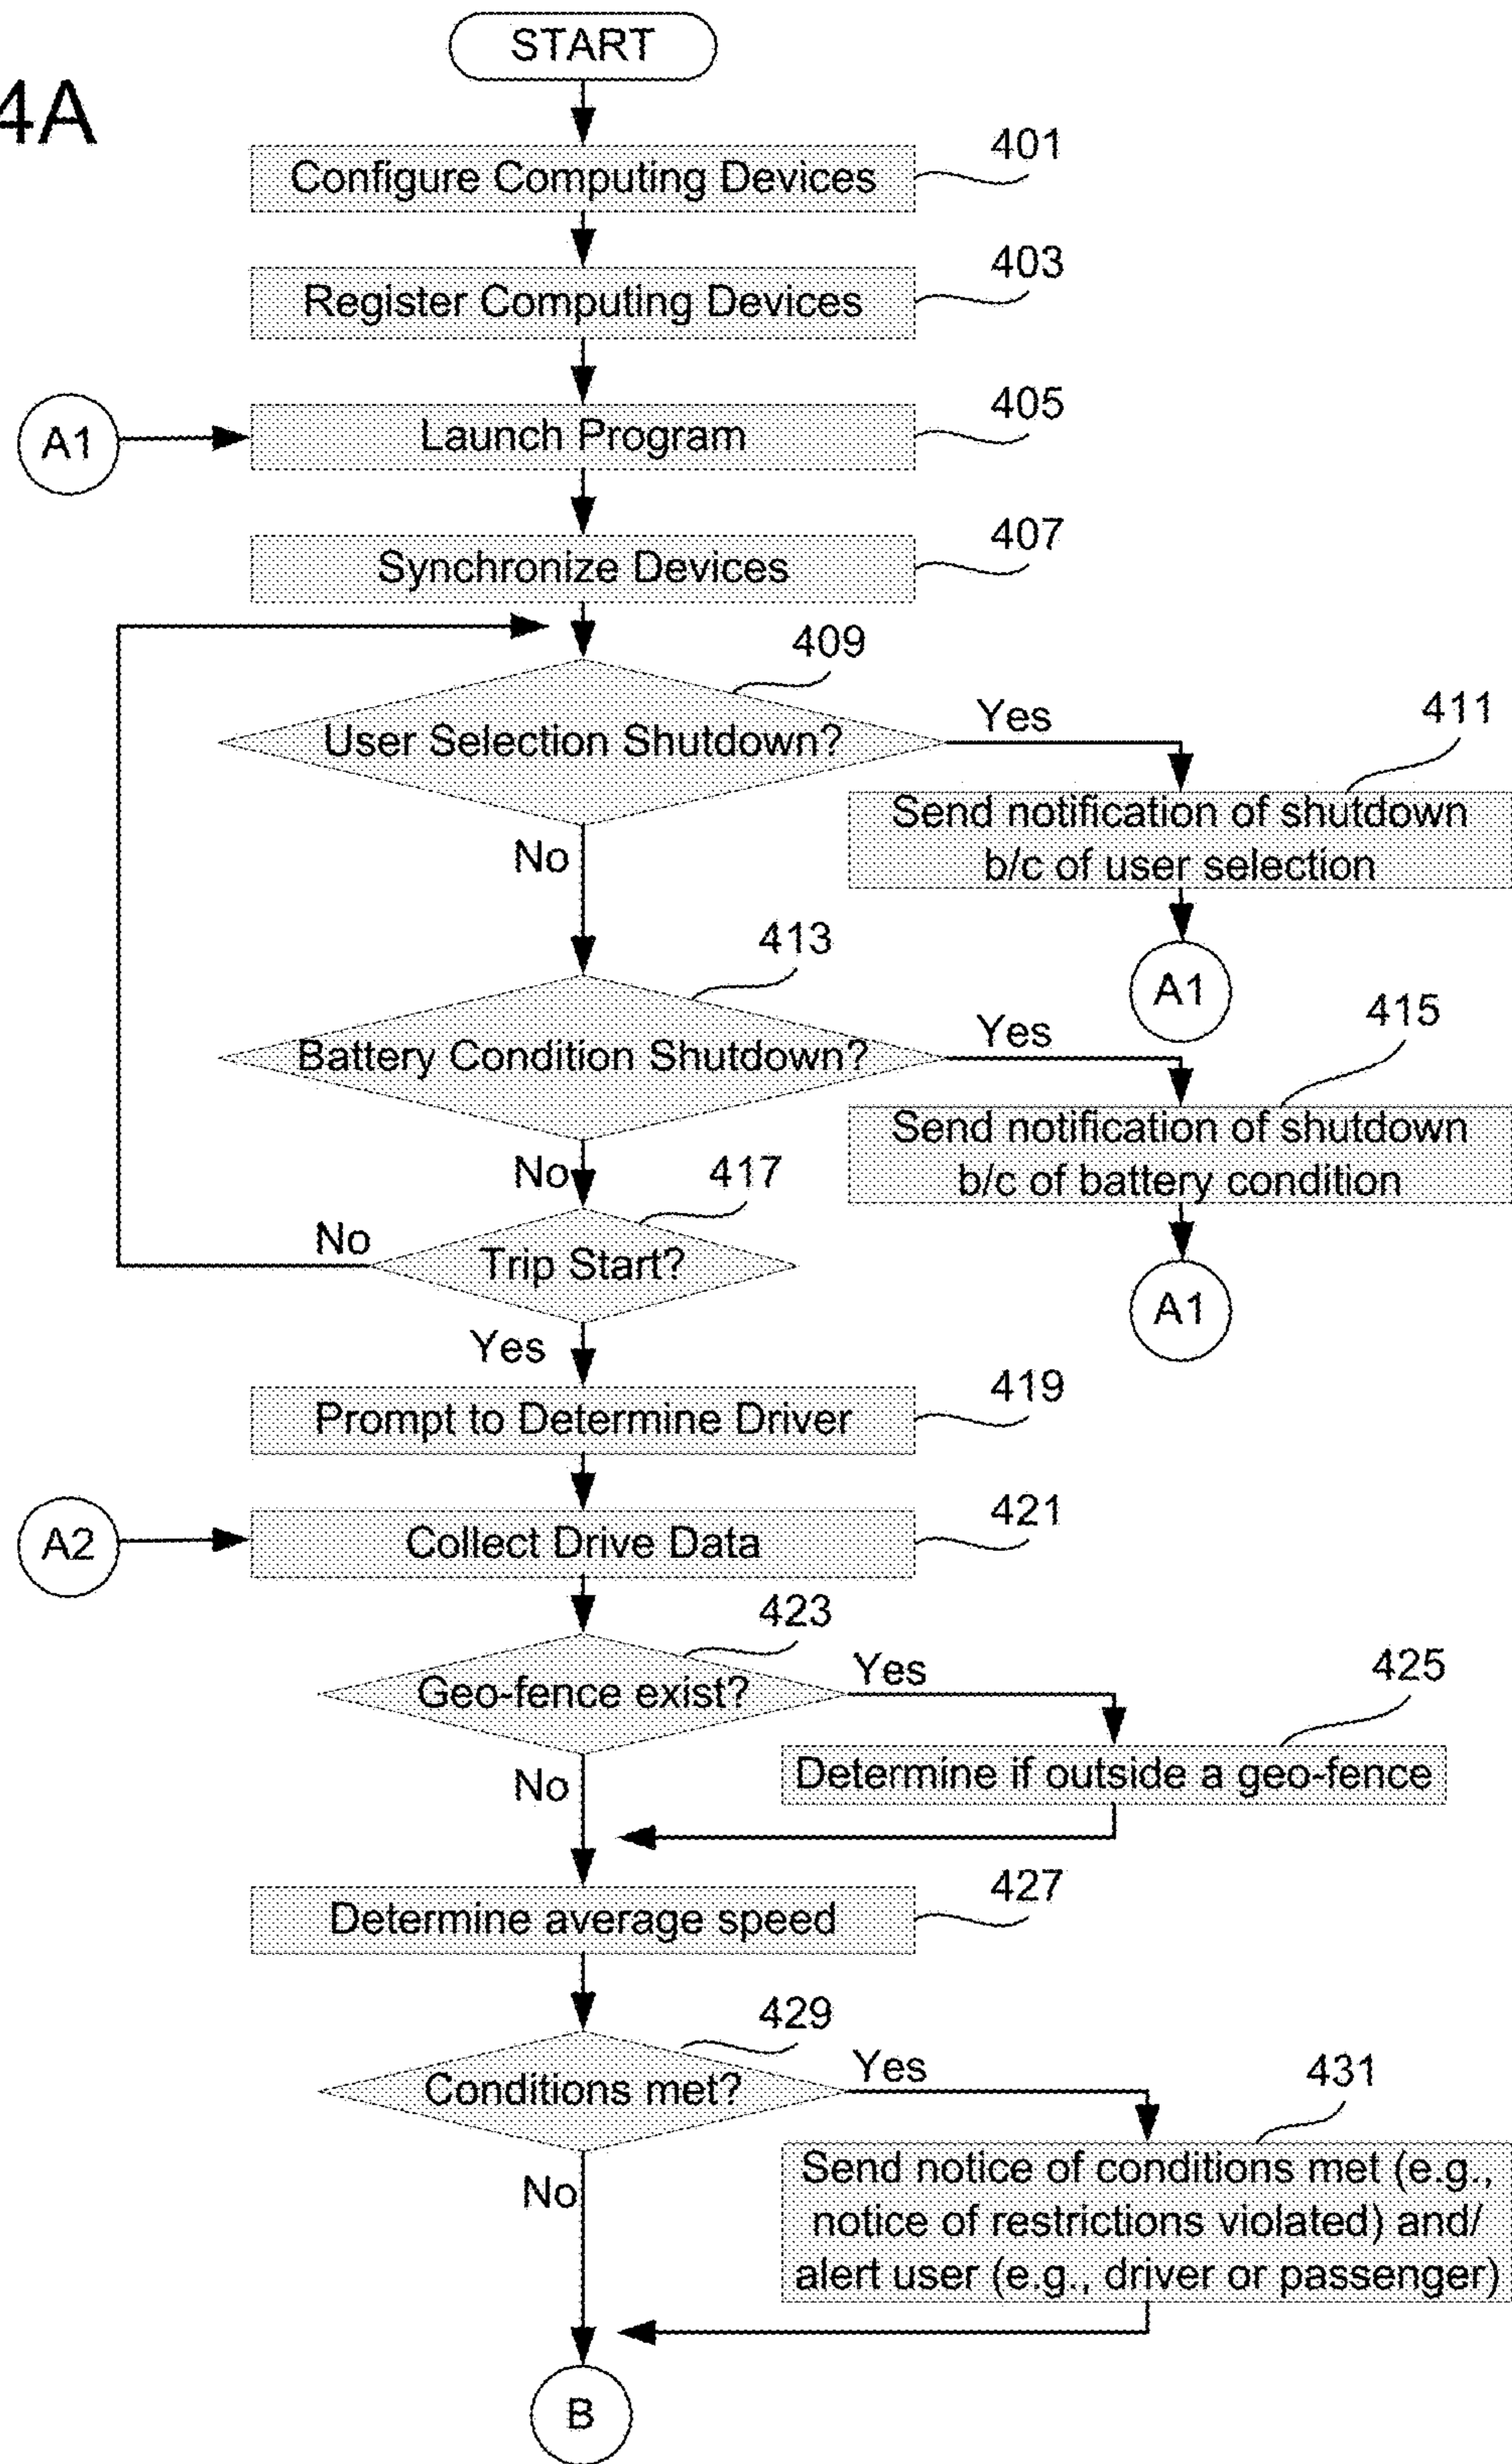 START
4A
401
Configure Computing Devices
403
Register Computing Devices
405
A1
Launch Program
407
Synchronize Devices
409
User Selection Shutdown?
Yes
411
Send notification of shutdown
b/c of user selection
No
A1
413
Battery Condition Shutdown?
Yes
415
Send notification of shutdown
b/c of battery condition
No
A1
417
Trip Start?
No
Yes
419
Prompt to Determine Driver
421
A2
Collect Drive Data
423
Geo-fence exist?
Yes
425
Determine if outside a geo-fence
No
427
Determine average speed
429
Conditions met?
Yes
431
Send notice of conditions met (e.g.,
notice of restrictions violated) and/
alert user (e.g., driver or passenger)
No
B